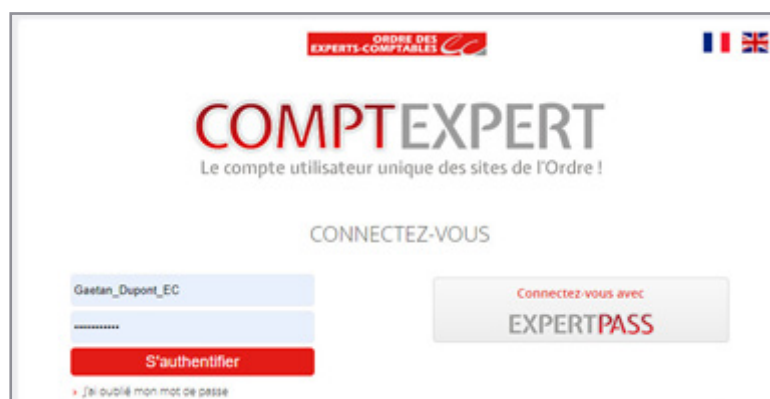 ORDRE DES
EXPERTS-COMPTABLES
COMPTEXPERT
Le compte utilisateur unique des sites de l'Ordre !
CONNECTEZ-VOUS
Gaetan_Dupont_EC
-----------
S'authentifier
J'ai oublié mon mot de passe
Connectez-vous avec
EXPERTPASS